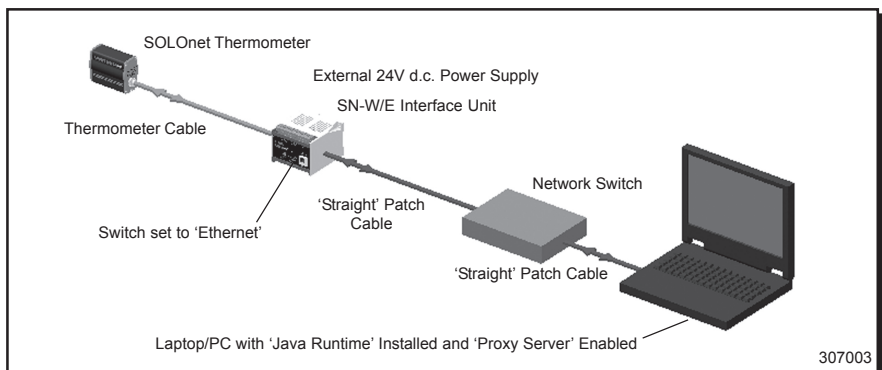 SOLOnet Thermometer
External 24V d.c. Power Supply
SN-W/E Interface Unit
Thermometer Cable
Network Switch
'Straight' Patch
Cable
Switch set to 'Ethernet'
'Straight' Patch Cable
Laptop/PC with 'Java Runtime' Installed and 'Proxy Server' Enabled
307003